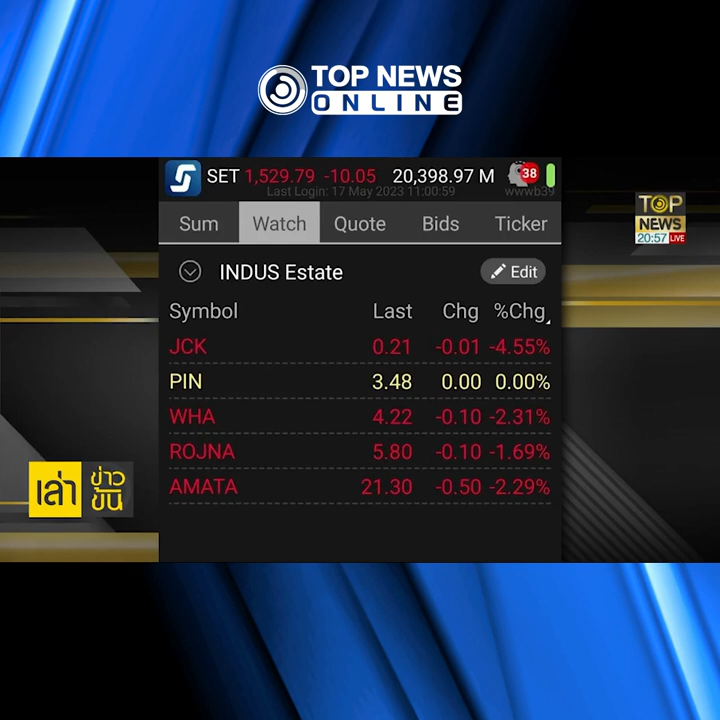 TOP NEWS
ONLINE
SET 1,529.79 -10.05 20,398.97 M 38
Last Login: 17 May 2023 11:00:59 wwwb39
TOP
NEWS
20:57 LIVE
Sum Watch Quote Bids Ticker
INDUS Estate Edit
Symbol Last Chg %Chg
JCK 0.21 -0.01 -4.55%
PIN 3.48 0.00 0.00%
WHA 4.22 -0.10 -2.31%
ROJNA 5.80 -0.10 -1.69%
AMATA 21.30 -0.50 -2.29%
เล่า ข่าว
ข้น